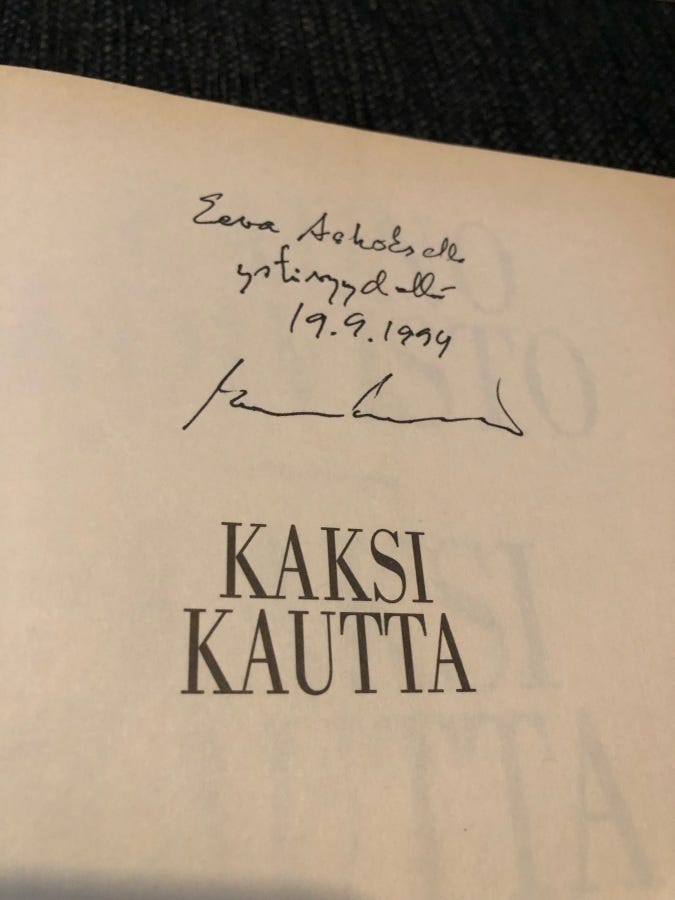 Eeva
ystävyydellä
19.9.1994
KAKSI
KAUTTA